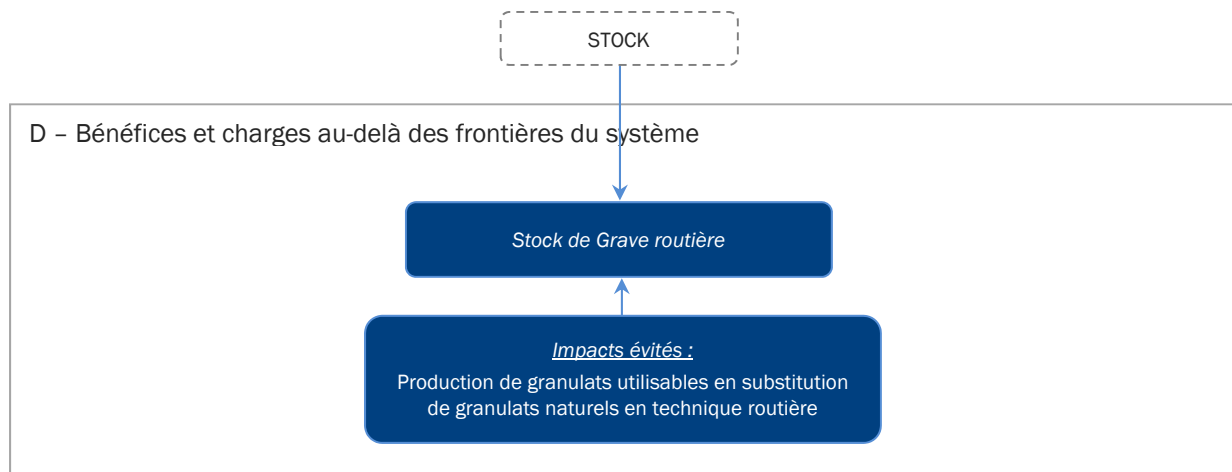 STOCK
D – Bénéfices et charges au-delà des frontières du système
Stock de Grave routière
Impacts évités :
Production de granulats utilisables en substitution
de granulats naturels en technique routière